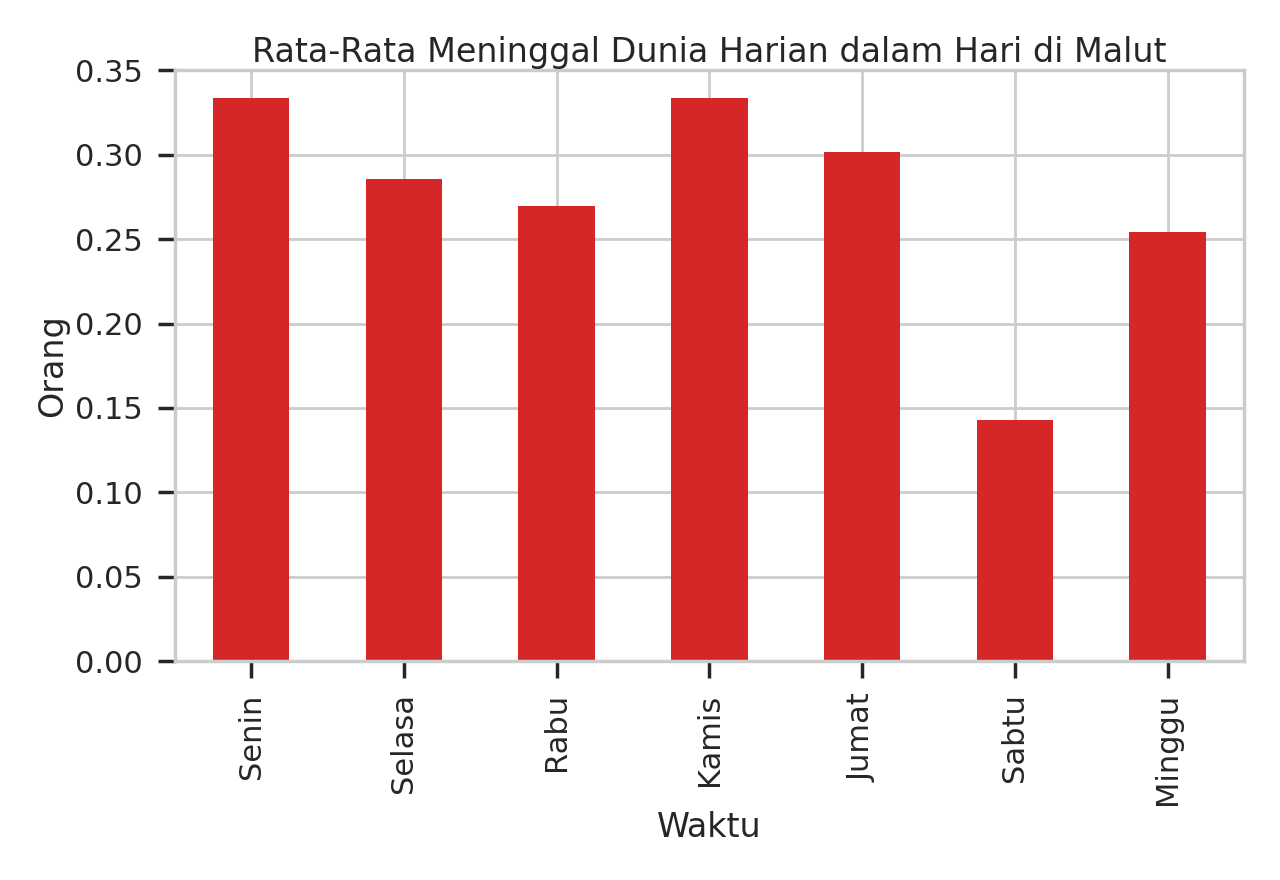 Rata-Rata Meninggal Dunia Harian dalam Hari di Malut
0.35
0.30
0.25
0.20
0.15
0.10
0.05
0.00
Orang
Senin
Selasa
Rabu
Kamis
Jumat
Sabtu
Minggu
Waktu